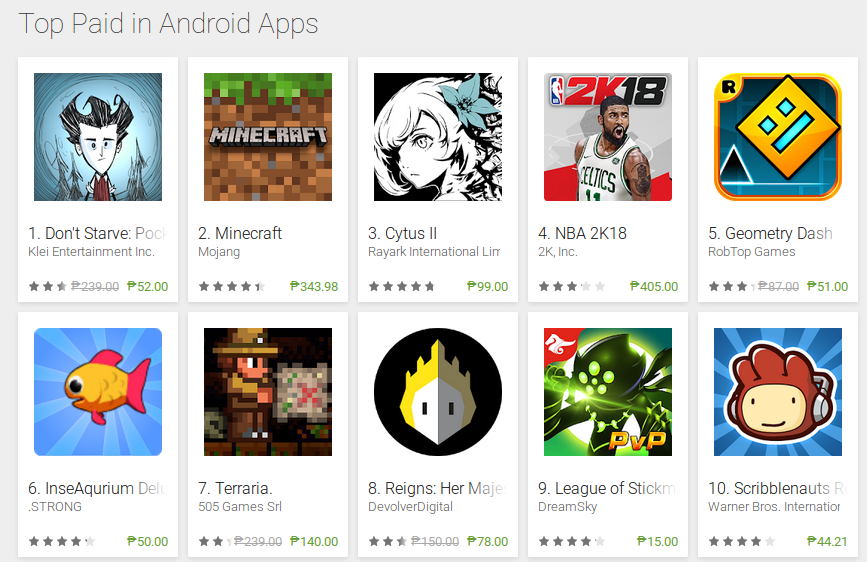 Top Paid in Android Apps
MINECRAFT
NBA 2K18
CELTICS
11
R
1. Don't Starve: Poc
Klei Entertainment Inc.
₱239.00 ₱52.00
2. Minecraft
Mojang
₱343.98
3. Cytus II
Rayark International Lim
₱99.00
4. NBA 2K18
2K, Inc.
₱405.00
5. Geometry Dash
RobTop Games
₱87.00 ₱51.00
PvP
6. InseAqurium Delu
.STRONG
₱50.00
7. Terraria.
505 Games Srl
₱239.00 ₱140.00
8. Reigns: Her Majes
DevolverDigital
₱150.00 ₱78.00
9. League of Stickm
DreamSky
₱15.00
10. Scribblenauts R
Warner Bros. Internation
₱44.21